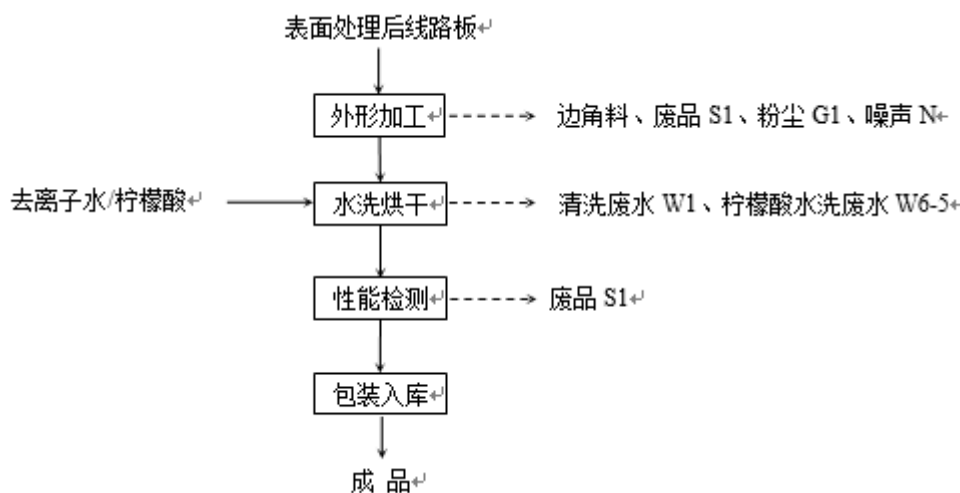 表面处理后线路板
外形加工
边角料、废品 S1、粉尘 G1、噪声 N
去离子水/柠檬酸
水洗烘干
清洗废水 W1、柠檬酸水洗废水 W6-5
性能检测
废品 S1
包装入库
成 品